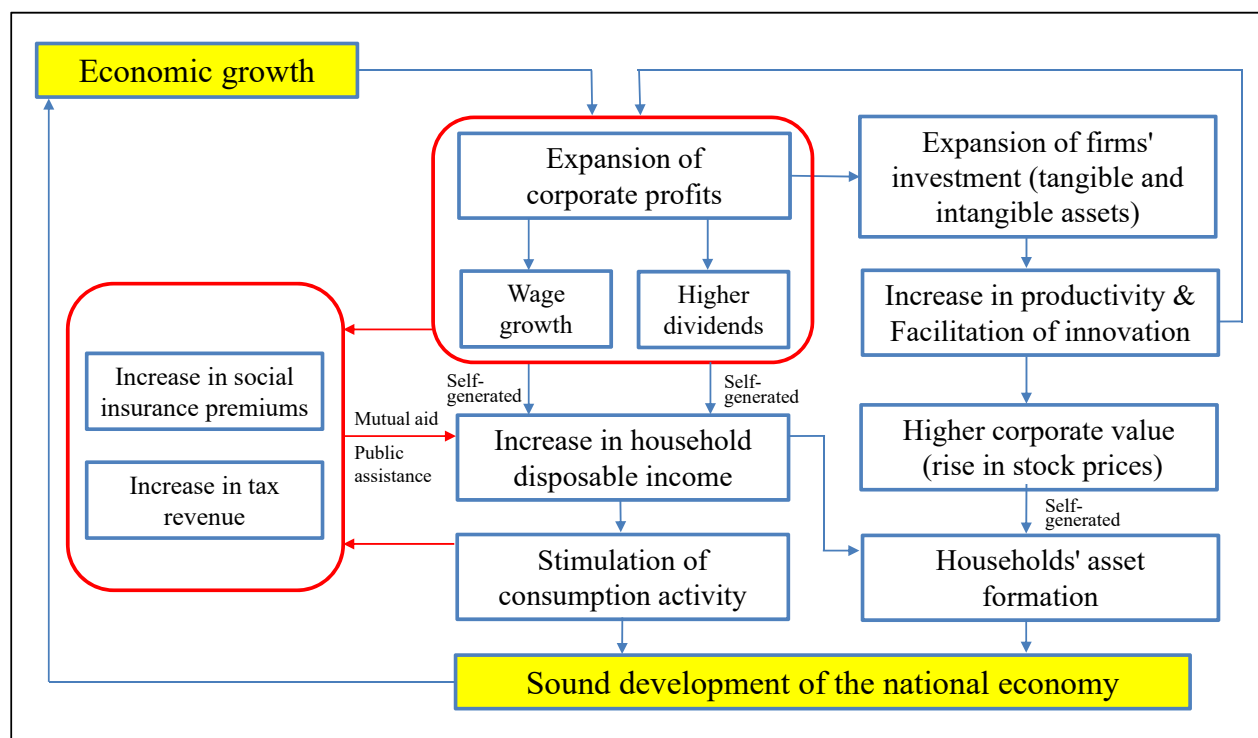 Economic growth
Expansion of
corporate profits
Wage
growth
Higher
dividends
Expansion of firms'
investment (tangible and
intangible assets)
Increase in productivity &
Facilitation of innovation
Increase in social
insurance premiums
Increase in tax
revenue
Self-
generated
Self-
generated
Mutual aid
Public
assistance
Increase in household
disposable income
Higher corporate value
(rise in stock prices)
Self-
generated
Stimulation of
consumption activity
Households' asset
formation
Sound development of the national economy